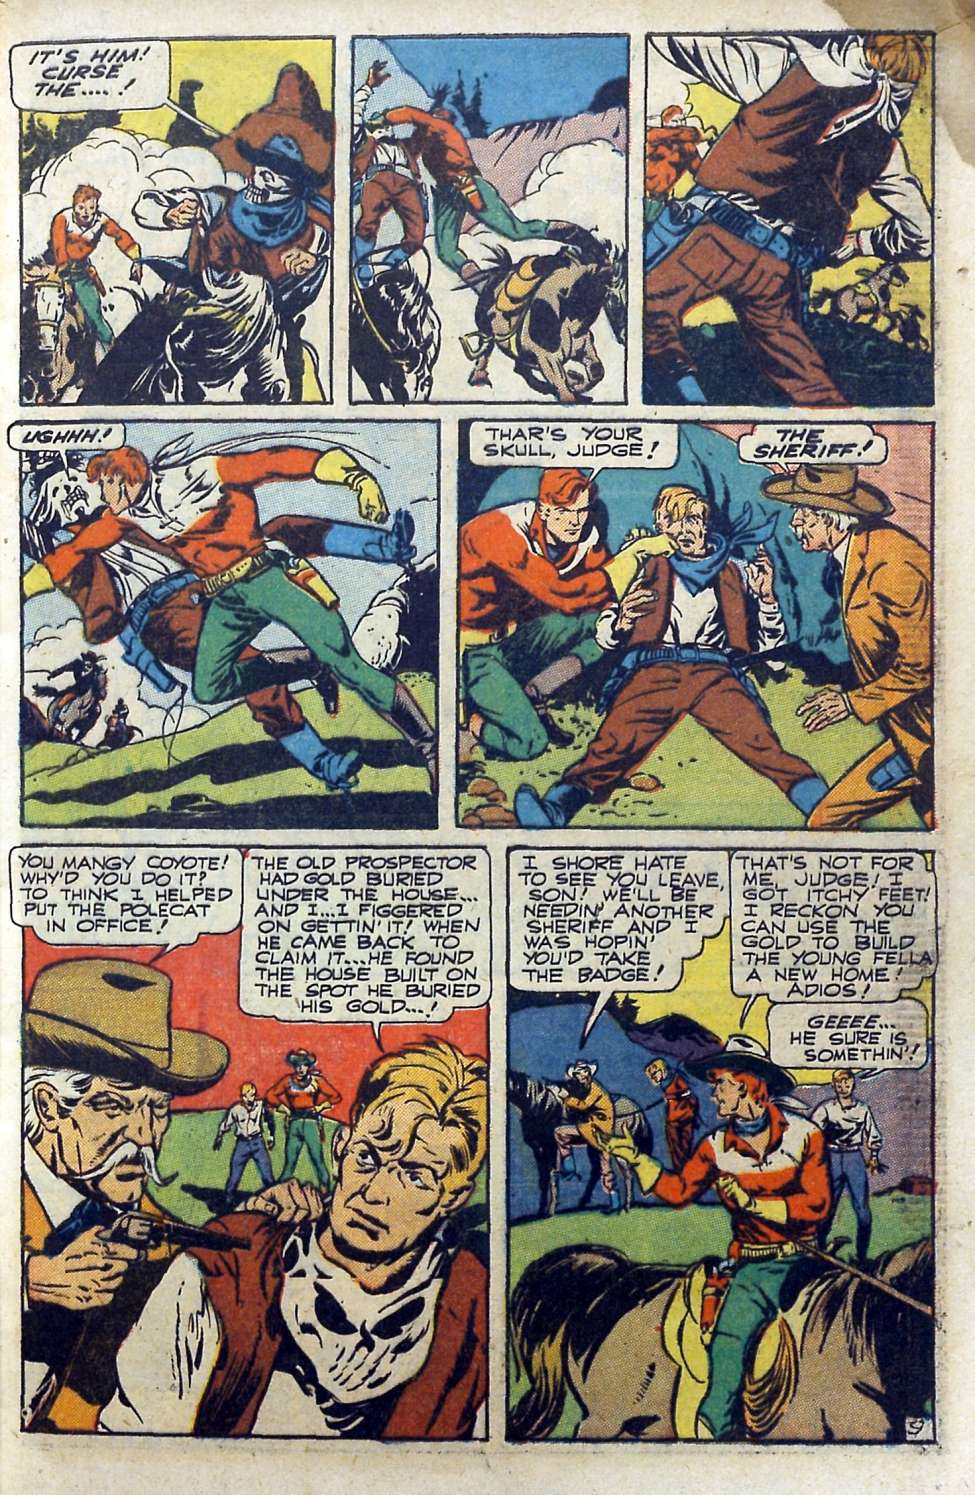 IT'S HIM!
CURSE
THE....!
UGHHH!
THAR'S YOUR
SKULL, JUDGE!
THE
SHERIFF!
YOU MANGY COYOTE!
WHY'D YOU DO IT?
TO THINK I HELPED
PUT THE POLECAT
IN OFFICE!
THE OLD PROSPECTOR
HAD GOLD BURIED
UNDER THE HOUSE...
AND I...I FIGGERED
ON GETTIN' IT! WHEN
HE CAME BACK TO
CLAIM IT...HE FOUND
THE HOUSE BUILT ON
THE SPOT HE BURIED
HIS GOLD...!
I SHORE HATE
TO SEE YOU LEAVE,
SON! WE'LL BE
NEEDIN' ANOTHER
SHERIFF AND I
WAS HOPIN'
YOU'D TAKE
THE BADGE!
THAT'S NOT FOR
ME, JUDGE! I
GOT ITCHY FEET!
I RECKON YOU
CAN USE THE
GOLD TO BUILD
THE YOUNG FELLA
A NEW HOME!
ADIOS!
GEEEE...
HE SURE IS
SOMETHIN'!